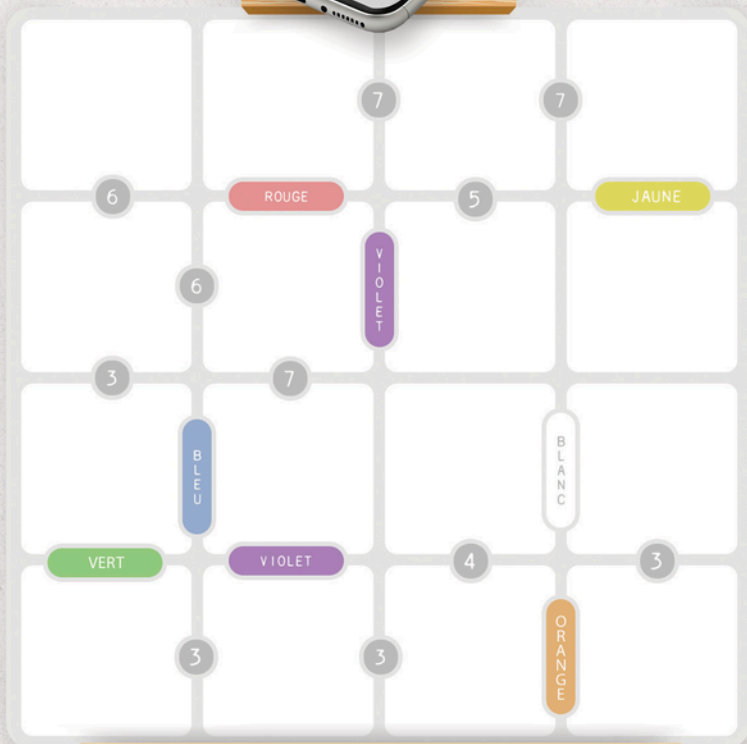 7 7
6 ROUGE 5 JAUNE
6 VIOLET
3 7
BLEU BLANC
VERT VIOLET 4 3
3 3 ORANGE